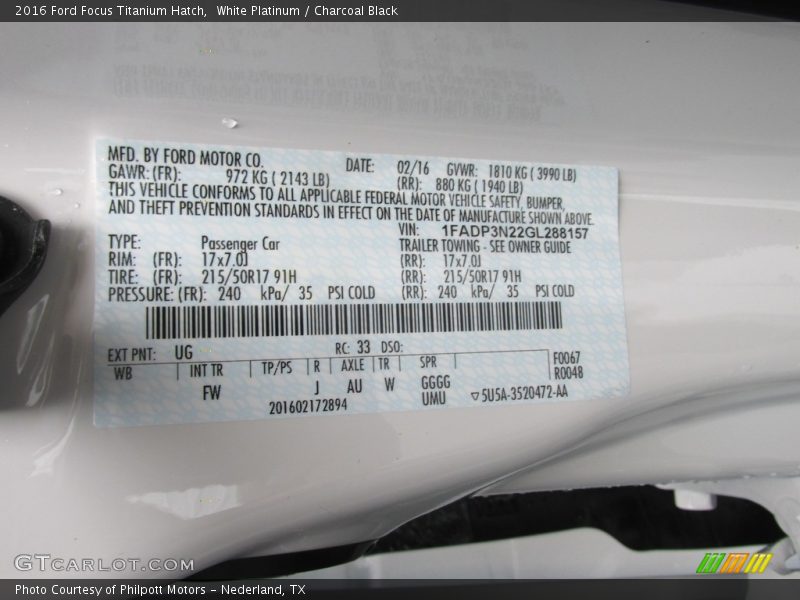 2016 Ford Focus Titanium Hatch,  White Platinum / Charcoal Black
MFD. BY FORD MOTOR CO. DATE: 02/16 GVWR: 1810 KG ( 3990 LB)
GAWR: (FR): 972 KG ( 2143 LB) (RR): 880 KG ( 1940 LB)
THIS VEHICLE CONFORMS TO ALL APPLICABLE FEDERAL MOTOR VEHICLE SAFETY, BUMPER,
AND THEFT PREVENTION STANDARDS IN EFFECT ON THE DATE OF MANUFACTURE SHOWN ABOVE.
VIN: 1FADP3N22GL288157
TYPE: Passenger Car TRAILER TOWING - SEE OWNER GUIDE
RIM: (FR): 17x7.0J (RR): 17x7.0J
TIRE: (FR): 215/50R17 91H (RR): 215/50R17 91H
PRESSURE: (FR): 240 kPa/ 35 PSI COLD (RR): 240 kPa/ 35 PSI COLD
EXT PNT: UG RC: 33 DSO:
WB INT TR TP/PS R AXLE TR SPR F0067
R0048
FW J AU W GGGG
UMU
201602172894 5U5A-3520472-AA
GTCARLOT.COM
Photo Courtesy of Philpott Motors - Nederland, TX